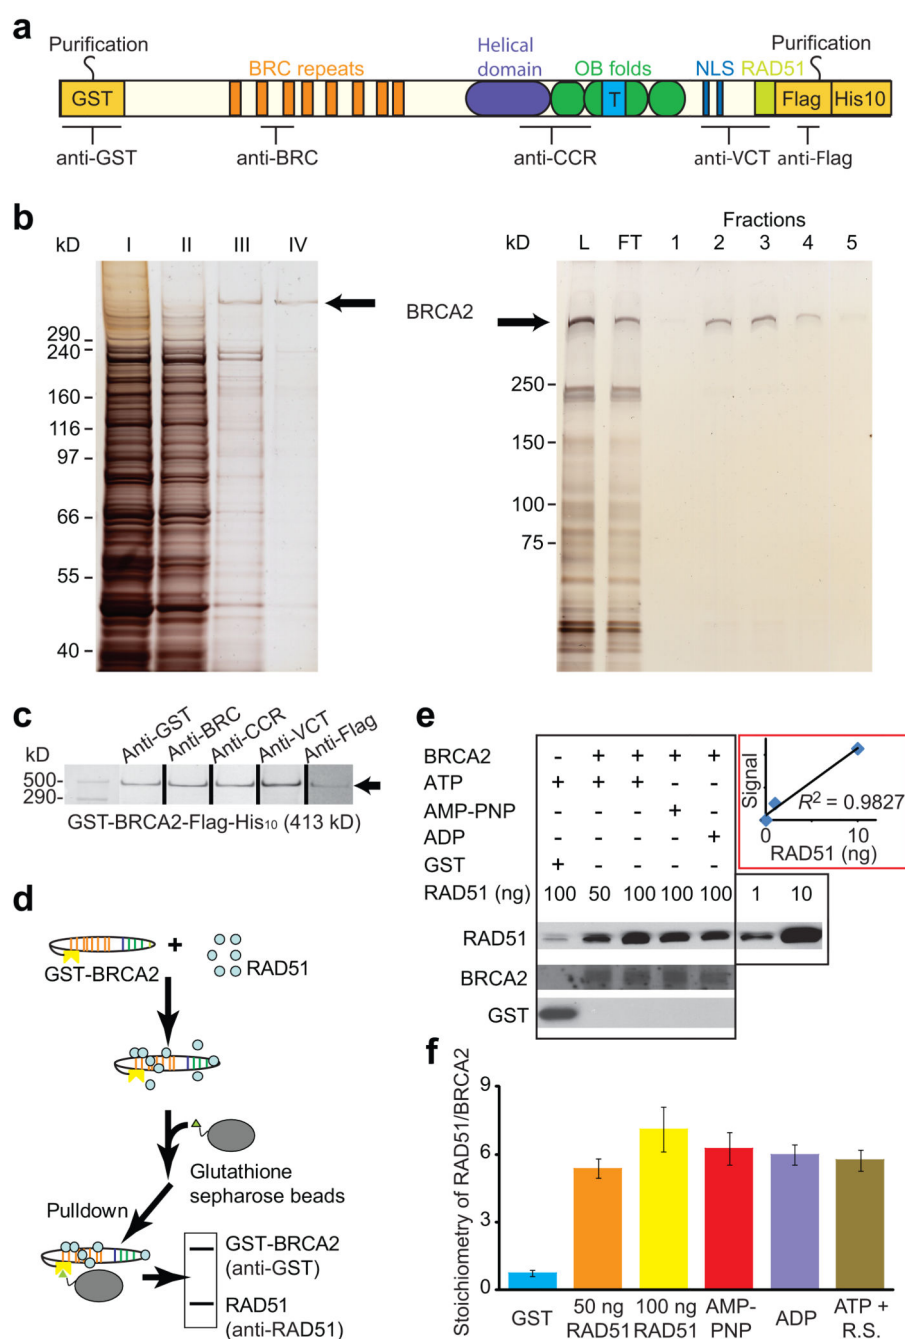 a
Purification
BRC repeats
Helical domain
OB folds
NLS
RAD51
Purification
GST
T
Flag
His10
anti-GST
anti-BRC
anti-CCR
anti-VCT
anti-Flag
b
kD I II III IV
290
240
160
116
97
66
55
40
BRCA2
Fractions
kD L FT 1 2 3 4 5
250
150
100
75
c
kD
Anti-GST
Anti-BRC
Anti-CCR
Anti-VCT
Anti-Flag
500
290
GST-BRCA2-Flag-His10 (413 kD)
d
GST-BRCA2
+
RAD51
Glutathione
sepharose beads
Pulldown
GST-BRCA2
(anti-GST)
RAD51
(anti-RAD51)
e
BRCA2 - + + + +
ATP + + + - -
AMP-PNP - - - + -
ADP - - - - +
GST + - - - -
RAD51 (ng) 100 50 100 100 100 1 10
RAD51
BRCA2
GST
Signal
R² = 0.9827
0 10
RAD51 (ng)
f
Stoichiometry of RAD51/BRCA2
9
6
3
0
GST
50 ng RAD51
100 ng RAD51
AMP-PNP
ADP
ATP + R.S.